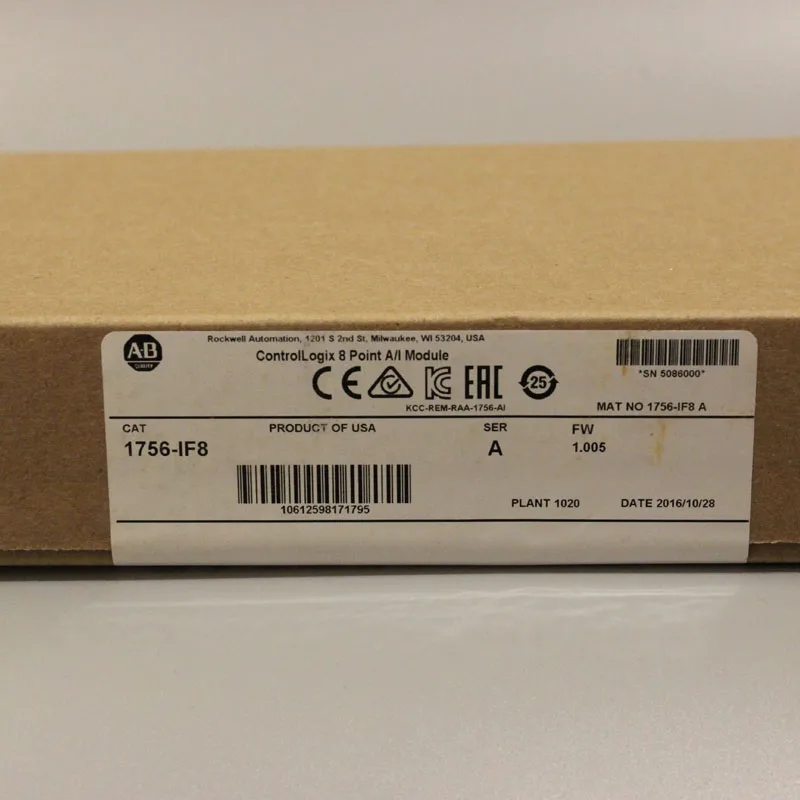 A-B
QUALITY
Rockwell Automation, 1201 S 2nd St, Milwaukee, WI 53204, USA
ControlLogix 8 Point A/I Module
CE KC EAC 25
KCC-REM-RAA-1756-AI
*SN 5086000*
MAT NO 1756-IF8 A
CAT PRODUCT OF USA SER FW
1756-IF8 A 1.005
10612598171795
PLANT 1020 DATE 2016/10/28